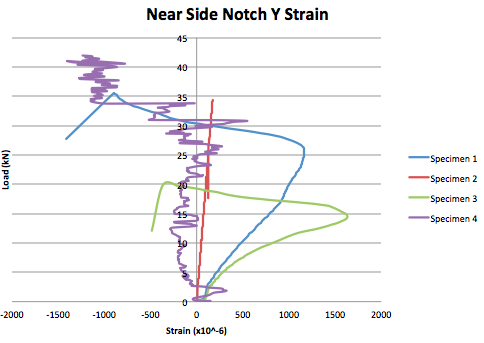 Near Side Notch Y Strain
45
40
35
30
25
20
15
10
5
0
Load (kN)
-2000 -1500 -1000 -500 0 500 1000 1500 2000
Strain (x10^-6)
Specimen 1
Specimen 2
Specimen 3
Specimen 4